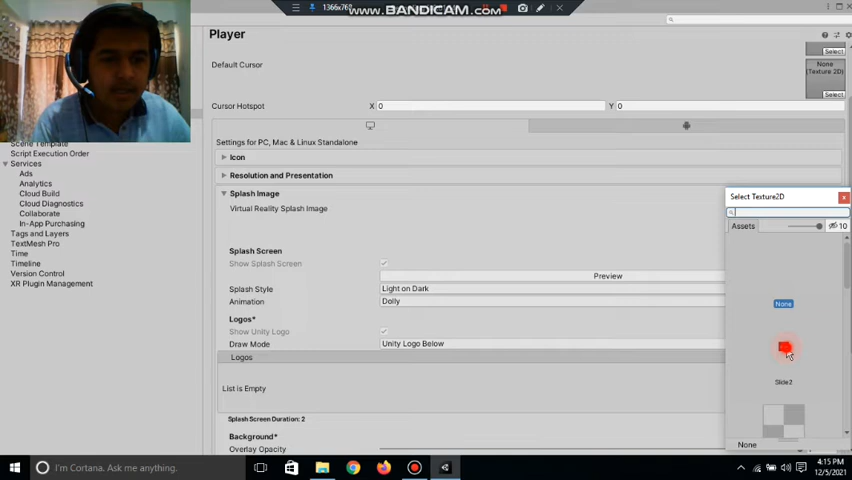 1366x768
www.BANDICAM.com
Player
Select
None
(Texture 2D)
Default Cursor
Select
Cursor Hotspot X 0 Y 0
Settings for PC, Mac & Linux Standalone
Icon
Resolution and Presentation
Splash Image
Virtual Reality Splash Image
Splash Screen
Show Splash Screen
Preview
Splash Style Light on Dark
Animation Dolly
Logos*
Show Unity Logo
Draw Mode Unity Logo Below
Logos
List is Empty
Splash Screen Duration: 2
Background*
Overlay Opacity
Scene Template
Script Execution Order
Services
Ads
Analytics
Cloud Build
Cloud Diagnostics
Collaborate
In-App Purchasing
Tags and Layers
TextMesh Pro
Time
Timeline
Version Control
XR Plugin Management
Select Texture2D
Assets
10
None
Slide2
None
I'm Cortana. Ask me anything.
4:15 PM
12/5/2021